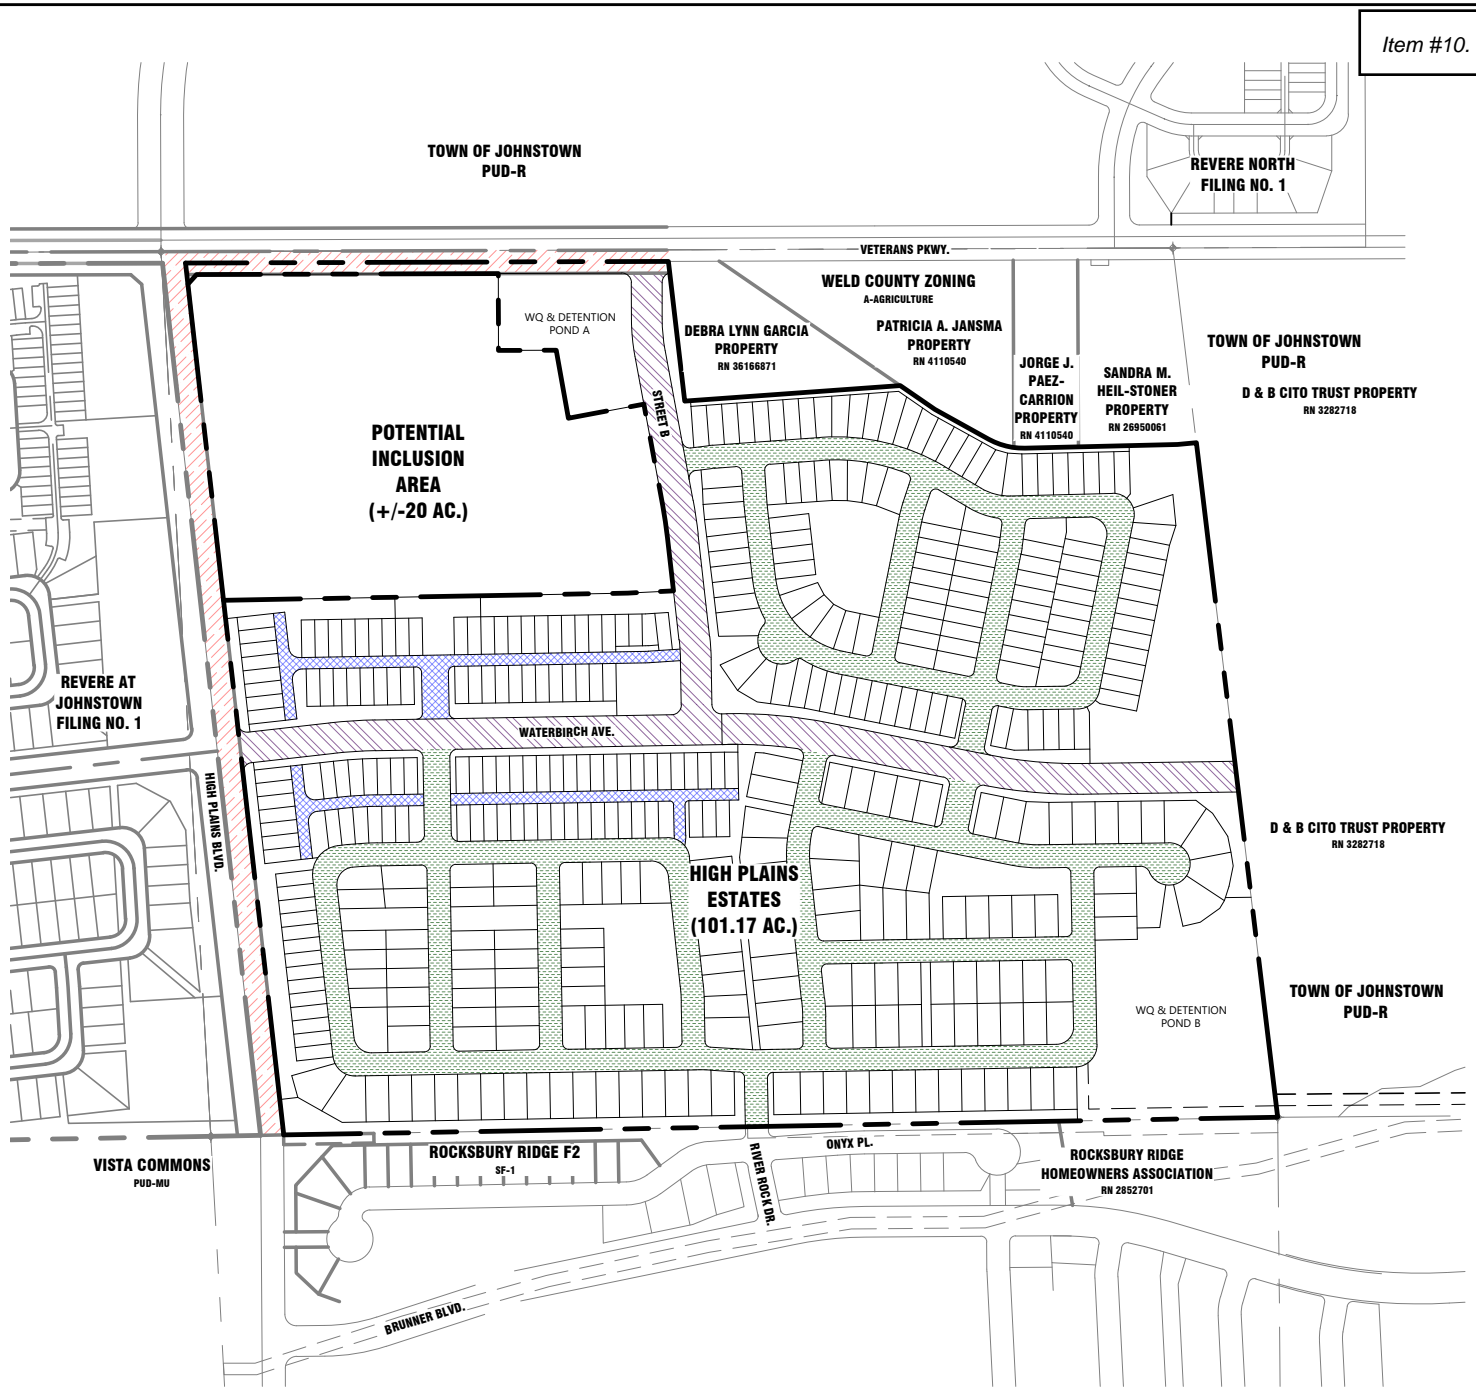 Item #10.
TOWN OF JOHNSTOWN
PUD-R
REVERE NORTH
FILING NO. 1
VETERANS PKWY.
WELD COUNTY ZONING
A-AGRICULTURE
WQ & DETENTION
POND A
DEBRA LYNN GARCIA
PROPERTY
RN 36166871
PATRICIA A. JANSMA
PROPERTY
RN 4110540
JORGE J.
PAEZ-
CARRION
PROPERTY
RN 4110540
SANDRA M.
HEIL-STONER
PROPERTY
RN 26950061
TOWN OF JOHNSTOWN
PUD-R
D & B CITO TRUST PROPERTY
RN 3282718
STREET B
POTENTIAL
INCLUSION
AREA
(+/-20 AC.)
REVERE AT
JOHNSTOWN
FILING NO. 1
WATERBIRCH AVE.
HIGH PLAINS BLVD.
D & B CITO TRUST PROPERTY
RN 3282718
HIGH PLAINS
ESTATES
(101.17 AC.)
WQ & DETENTION
POND B
TOWN OF JOHNSTOWN
PUD-R
VISTA COMMONS
PUD-MU
ROCKSBURY RIDGE F2
SF-1
RIVER ROCK DR.
ONYX PL.
ROCKSBURY RIDGE
HOMEOWNERS ASSOCIATION
RN 2852701
BRUNNER BLVD.